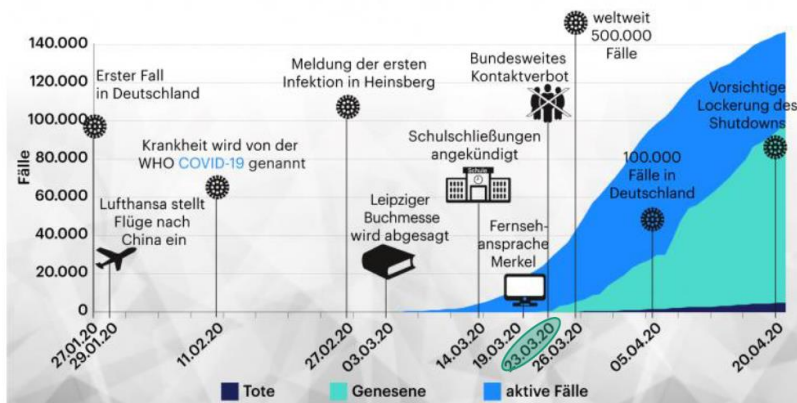 weltweit
500.000
Fälle
140.000
120.000
100.000
80.000
60.000
40.000
20.000
0
Fälle
Erster Fall
in Deutschland
Meldung der ersten
Infektion in Heinsberg
Bundesweites
Kontaktverbot
Vorsichtige
Lockerung des
Shutdowns
Krankheit wird von der
WHO COVID-19 genannt
Schulschließungen
angekündigt
Schule
100.000
Fälle in
Deutschland
Lufthansa stellt
Flüge nach
China ein
Leipziger
Buchmesse
wird abgesagt
Fernseh-
ansprache
Merkel
27.01.20
29.01.20
11.02.20
27.02.20
03.03.20
14.03.20
19.03.20
23.03.20
26.03.20
05.04.20
20.04.20
Tote
Genesene
aktive Fälle